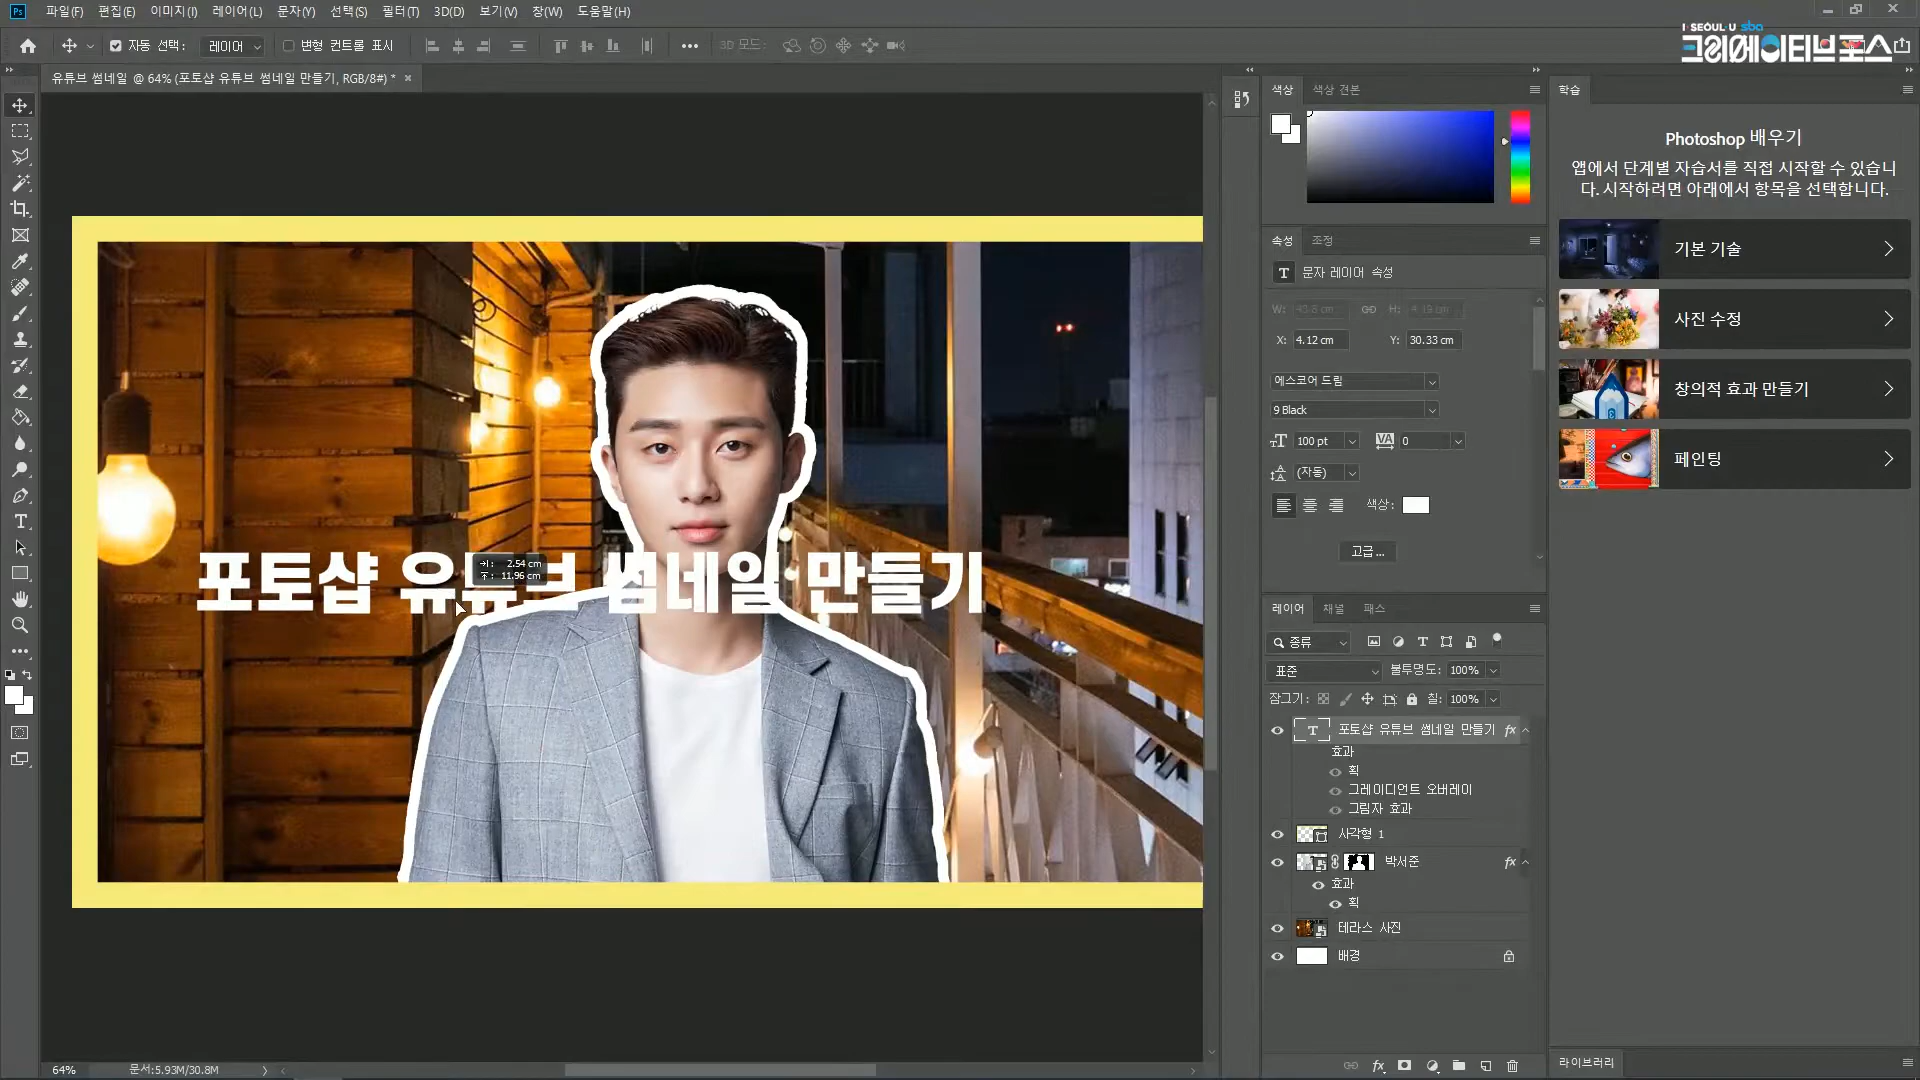 Ps 파일(F) 편집(E) 이미지(I) 레이어(L) 문자(Y) 선택(S) 필터(T) 3D(D) 보기(V) 창(W) 도움말(H)
I SEOUL U sba
크리에이티브포스
자동 선택: 레이어 변형 컨트롤 표시 3D 모드:
유튜브 썸네일 @ 64% (포토샵 유튜브 썸네일 만들기, RGB/8#) *
색상 색상 견본
학습
Photoshop 배우기
앱에서 단계별 자습서를 직접 시작할 수 있습니
다. 시작하려면 아래에서 항목을 선택합니다.
기본 기술
사진 수정
창의적 효과 만들기
페인팅
속성 조정
T 문자 레이어 속성
W: H:
X: 4.12 cm Y: 30.33 cm
에스코어 드림
9 Black
100 pt VA 0
(자동)
색상:
고급...
포토샵 유튜브 썸네일 만들기
2.54 cm
11.96 cm
레이어 채널 패스
종류
표준 불투명도: 100%
잠그기: 칠: 100%
T 포토샵 유튜브 썸네일 만들기 fx
효과
획
그레이디언트 오버레이
그림자 효과
사각형 1
박서준 fx
효과
획
테라스 사진
배경
라이브러리
64% 문서:5.93M/30.8M
fx